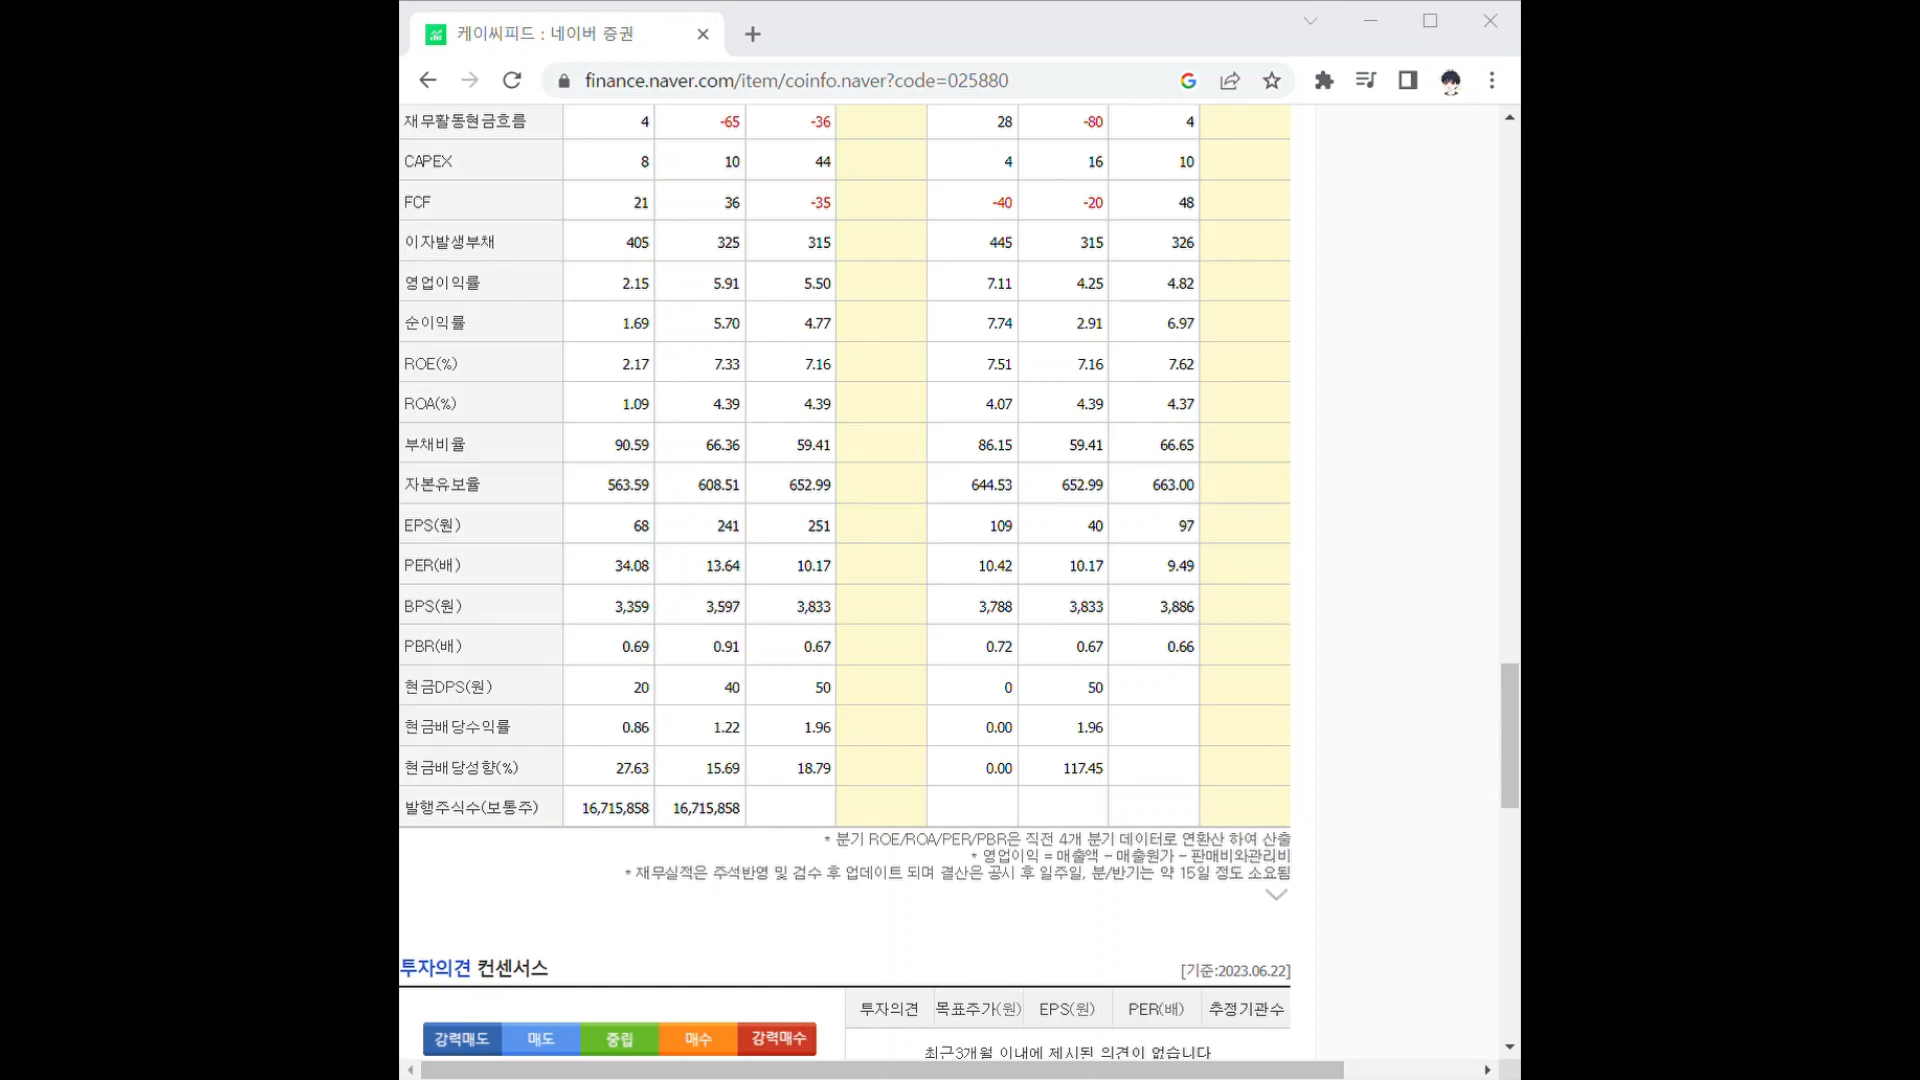 케이씨피드 : 네이버 증권
finance.naver.com/item/coinfo.naver?code=025880
재무활동현금흐름 4 -65 -36 28 -80 4
CAPEX 8 10 44 4 16 10
FCF 21 36 -35 -40 -20 48
이자발생부채 405 325 315 445 315 326
영업이익률 2.15 5.91 5.50 7.11 4.25 4.82
순이익률 1.69 5.70 4.77 7.74 2.91 6.97
ROE(%) 2.17 7.33 7.16 7.51 7.16 7.62
ROA(%) 1.09 4.39 4.39 4.07 4.39 4.37
부채비율 90.59 66.36 59.41 86.15 59.41 66.65
자본유보율 563.59 608.51 652.99 644.53 652.99 663.00
EPS(원) 68 241 251 109 40 97
PER(배) 34.08 13.64 10.17 10.42 10.17 9.49
BPS(원) 3,359 3,597 3,833 3,788 3,833 3,886
PBR(배) 0.69 0.91 0.67 0.72 0.67 0.66
현금DPS(원) 20 40 50 0 50
현금배당수익률 0.86 1.22 1.96 0.00 1.96
현금배당성향(%) 27.63 15.69 18.79 0.00 117.45
발행주식수(보통주) 16,715,858 16,715,858
* 분기 ROE/ROA/PER/PBR은 직전 4개 분기 데이터로 연환산 하여 산출
* 영업이익 = 매출액 - 매출원가 - 판매비와관리비
* 재무실적은 주석반영 및 검수 후 업데이트 되며 결산은 공시 후 일주일, 분/반기는 약 15일 정도 소요됨
투자의견 컨센서스 [기준:2023.06.22]
투자의견 목표주가(원) EPS(원) PER(배) 추정기관수
강력매도 매도 중립 매수 강력매수
최근3개월 이내에 제시된 의견이 없습니다